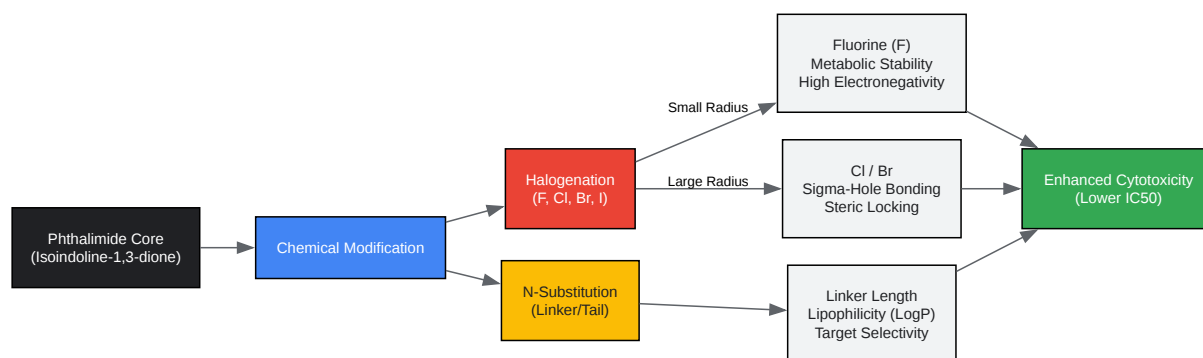 Phthalimide Core
(Isoindoline-1,3-dione)
Chemical Modification
Halogenation
(F, Cl, Br, I)
N-Substitution
(Linker/Tail)
Small Radius
Large Radius
Fluorine (F)
Metabolic Stability
High Electronegativity
Cl / Br
Sigma-Hole Bonding
Steric Locking
Linker Length
Lipophilicity (LogP)
Target Selectivity
Enhanced Cytotoxicity
(Lower IC50)